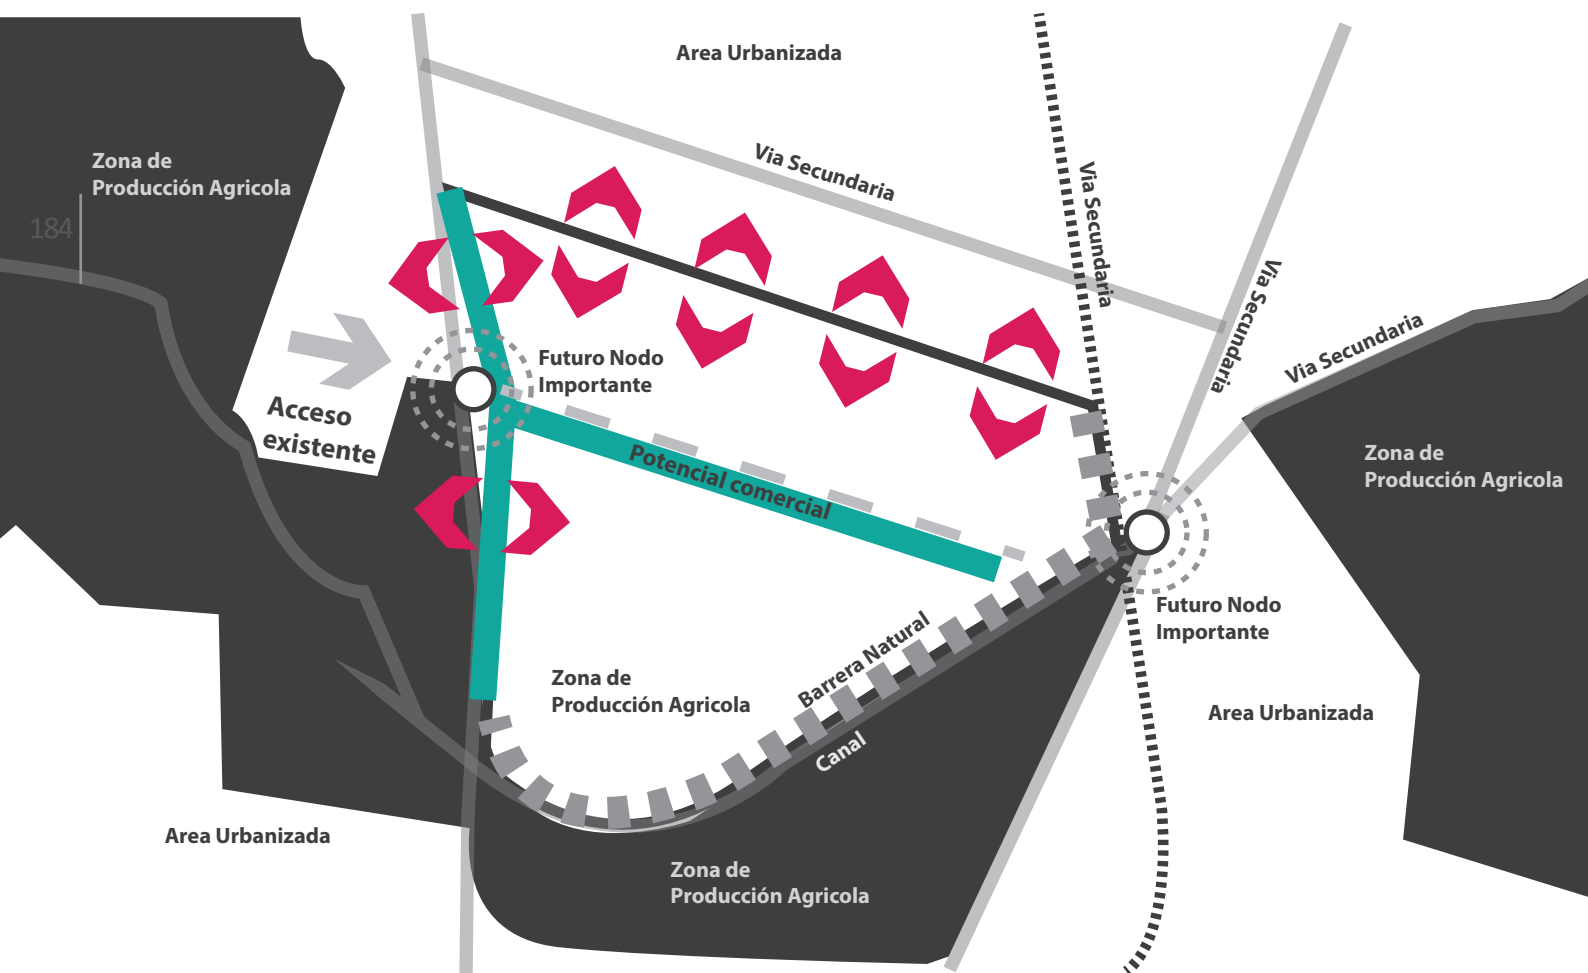 Area Urbanizada
Zona de
Producción Agricola
184
Via Secundaria
Via Secundaria
Via Secundaria
Via Secundaria
Futuro Nodo
Importante
Acceso
existente
Potencial comercial
Zona de
Producción Agricola
Futuro Nodo
Importante
Barrera Natural
Canal
Zona de
Producción Agricola
Area Urbanizada
Area Urbanizada
Zona de
Producción Agricola